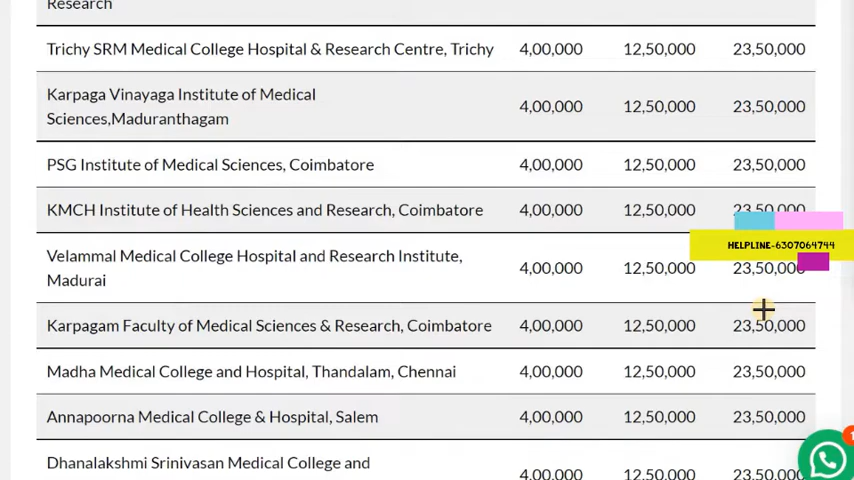 Research
Trichy SRM Medical College Hospital & Research Centre, Trichy 4,00,000 12,50,000 23,50,000
Karpaga Vinayaga Institute of Medical
Sciences,Maduranthagam 4,00,000 12,50,000 23,50,000
PSG Institute of Medical Sciences, Coimbatore 4,00,000 12,50,000 23,50,000
KMCH Institute of Health Sciences and Research, Coimbatore 4,00,000 12,50,000 23,50,000
HELPLINE-6307064744
Velammal Medical College Hospital and Research Institute,
Madurai 4,00,000 12,50,000 23,50,000
Karpagam Faculty of Medical Sciences & Research, Coimbatore 4,00,000 12,50,000 23,50,000
Madha Medical College and Hospital, Thandalam, Chennai 4,00,000 12,50,000 23,50,000
Annapoorna Medical College & Hospital, Salem 4,00,000 12,50,000 23,50,000
Dhanalakshmi Srinivasan Medical College and
4,00,000 12,50,000 23,50,000